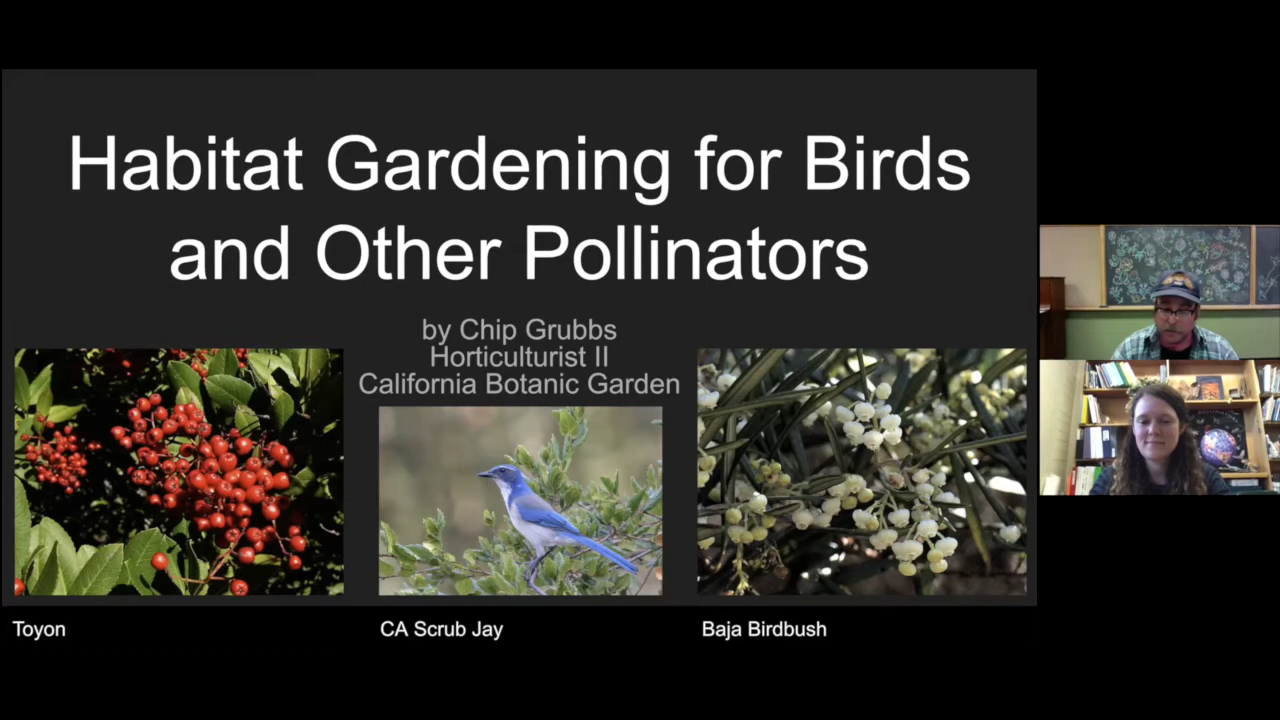 Habitat Gardening for Birds
and Other Pollinators
by Chip Grubbs
Horticulturist II
California Botanic Garden
Toyon
CA Scrub Jay
Baja Birdbush